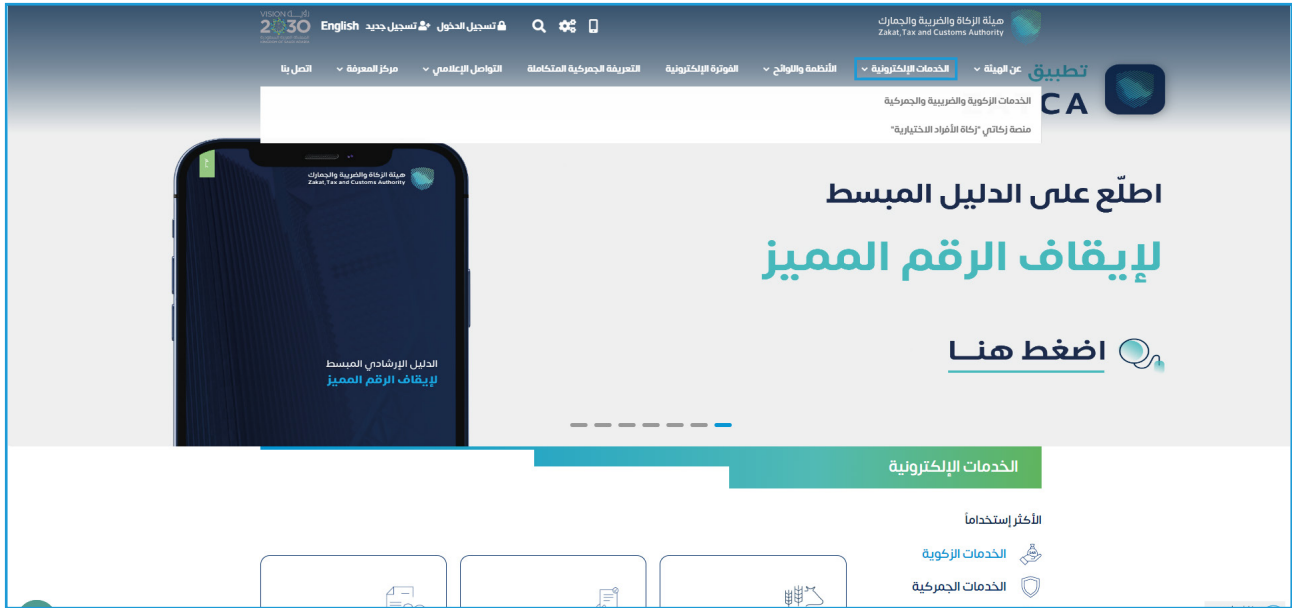 هيئة الزكاة والضريبة والجمارك
Zakat, Tax and Customs Authority
تسجيل الدخول
تسجيل جديد
English
VISION رؤيــــة
2030
عن الهيئة
الخدمات الإلكترونية
الأنظمة واللوائح
الفوترة الإلكترونية
التعريفة الجمركية المتكاملة
التواصل الإعلامي
مركز المعرفة
اتصل بنا
الخدمات الزكوية والضريبية والجمركية
منصة زكاتي "زكاة الأفراد الاختيارية"
تطبيق
CA
اطلّع على الدليل المبسط
لإيقاف الرقم المميز
اضغط هنــا
هيئة الزكاة والضريبة والجمارك
Zakat, Tax and Customs Authority
الدليل الإرشادي المبسط
لإيقاف الرقم المميز
الخدمات الإلكترونية
الأكثر إستخداماً
الخدمات الزكوية
الخدمات الجمركية